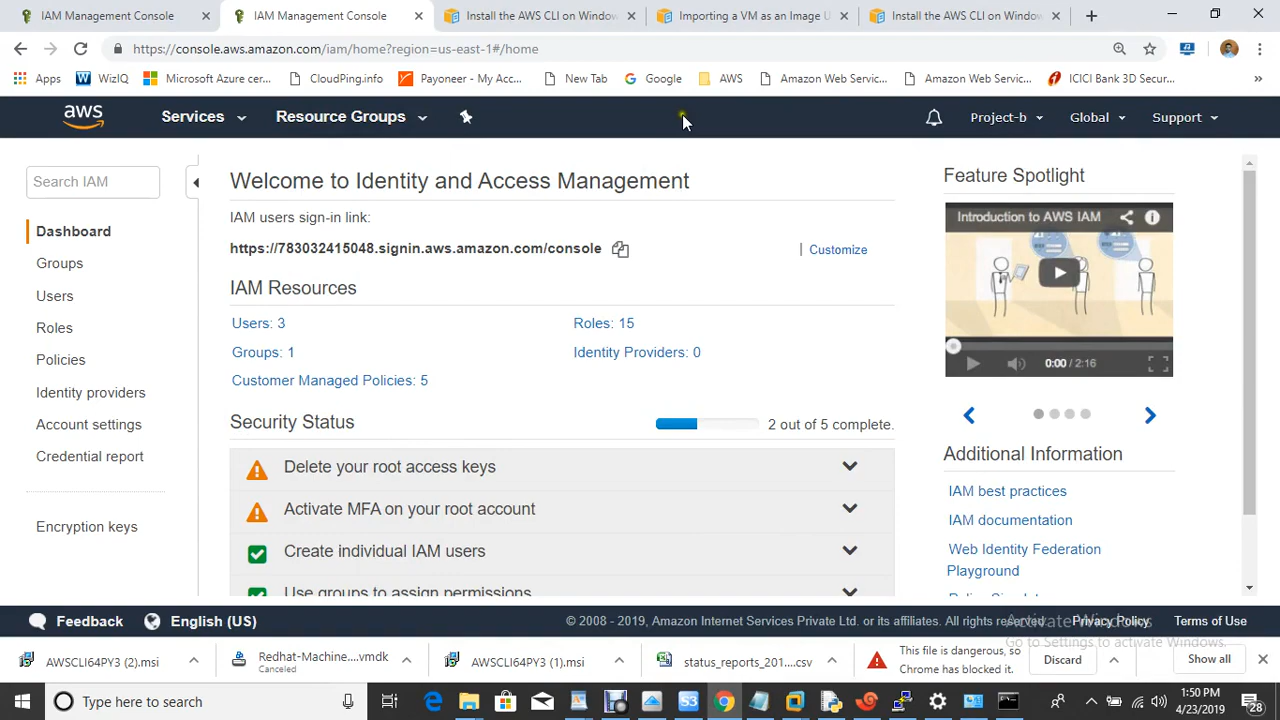 IAM Management Console
IAM Management Console
Install the AWS CLI on Window
Importing a VM as an Image U
Install the AWS CLI on Window
https://console.aws.amazon.com/iam/home?region=us-east-1#/home
Apps
W WizIQ
Microsoft Azure cer...
CloudPing.info
Payoneer - My Acc...
New Tab
G Google
AWS
Amazon Web Servic...
Amazon Web Servic...
ICICI Bank 3D Secur...
»
aws
Services
Resource Groups
Project-b
Global
Support
Search IAM
Dashboard
Groups
Users
Roles
Policies
Identity providers
Account settings
Credential report
Encryption keys
Welcome to Identity and Access Management
IAM users sign-in link:
https://783032415048.signin.aws.amazon.com/console
| Customize
IAM Resources
Users: 3
Roles: 15
Groups: 1
Identity Providers: 0
Customer Managed Policies: 5
Security Status
2 out of 5 complete.
Delete your root access keys
Activate MFA on your root account
Create individual IAM users
Use groups to assign permissions
Feature Spotlight
Introduction to AWS IAM
0:00 / 2:16
Additional Information
IAM best practices
IAM documentation
Web Identity Federation
Playground
Feedback
English (US)
© 2008 - 2019, Amazon Internet Services Private Ltd. or its affiliates. All rights
Privacy Policy
Terms of Use
Activate Windows
Go to Settings to activate Windows.
AWSCLI64PY3 (2).msi
Redhat-Machine....vmdk
Canceled
AWSCLI64PY3 (1).msi
status_reports_201....csv
This file is dangerous, so
Chrome has blocked it.
Discard
Show all
Type here to search
S3
1:50 PM
4/23/2019
28